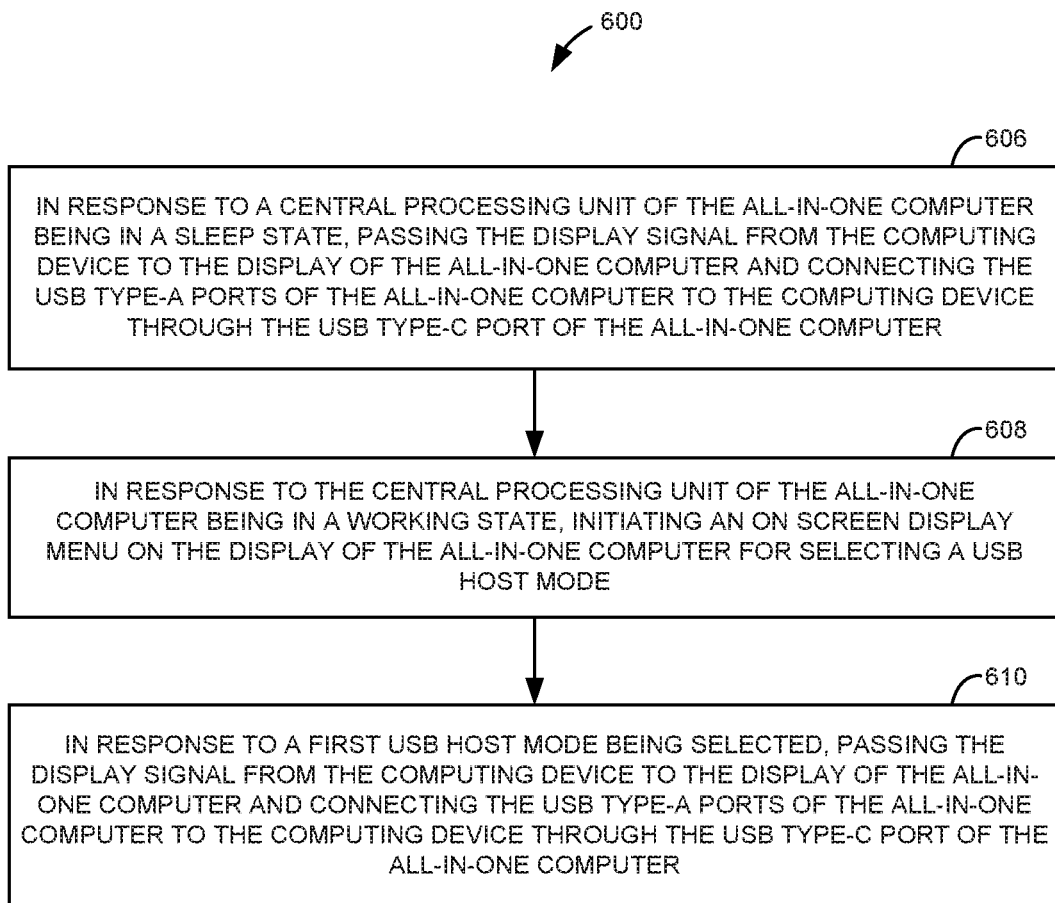 600
606
IN RESPONSE TO A CENTRAL PROCESSING UNIT OF THE ALL-IN-ONE COMPUTER
BEING IN A SLEEP STATE, PASSING THE DISPLAY SIGNAL FROM THE COMPUTING
DEVICE TO THE DISPLAY OF THE ALL-IN-ONE COMPUTER AND CONNECTING THE
USB TYPE-A PORTS OF THE ALL-IN-ONE COMPUTER TO THE COMPUTING DEVICE
THROUGH THE USB TYPE-C PORT OF THE ALL-IN-ONE COMPUTER
608
IN RESPONSE TO THE CENTRAL PROCESSING UNIT OF THE ALL-IN-ONE
COMPUTER BEING IN A WORKING STATE, INITIATING AN ON SCREEN DISPLAY
MENU ON THE DISPLAY OF THE ALL-IN-ONE COMPUTER FOR SELECTING A USB
HOST MODE
610
IN RESPONSE TO A FIRST USB HOST MODE BEING SELECTED, PASSING THE
DISPLAY SIGNAL FROM THE COMPUTING DEVICE TO THE DISPLAY OF THE ALL-IN-
ONE COMPUTER AND CONNECTING THE USB TYPE-A PORTS OF THE ALL-IN-ONE
COMPUTER TO THE COMPUTING DEVICE THROUGH THE USB TYPE-C PORT OF THE
ALL-IN-ONE COMPUTER